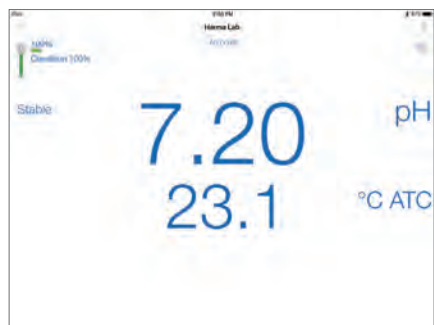 Hanna Lab
100%
Condition 100%
Stable
7.20
pH
23.1
°C ATC